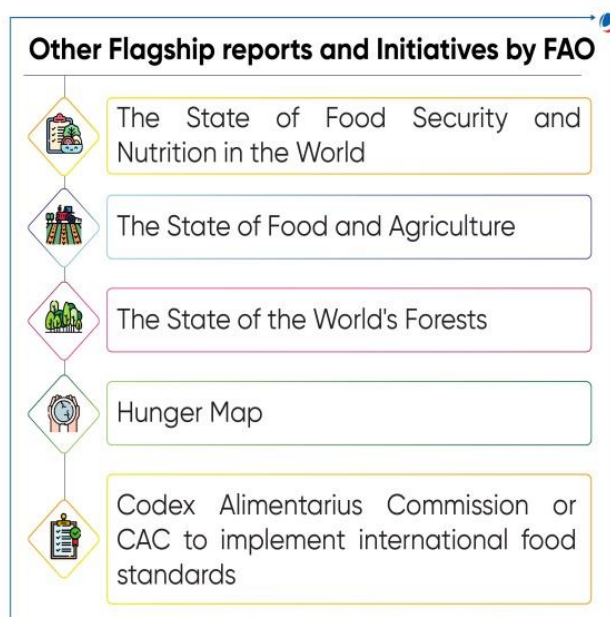 Other Flagship reports and Initiatives by FAO
The State of Food Security and
Nutrition in the World
The State of Food and Agriculture
The State of the World's Forests
Hunger Map
Codex Alimentarius Commission or
CAC to implement international food
standards